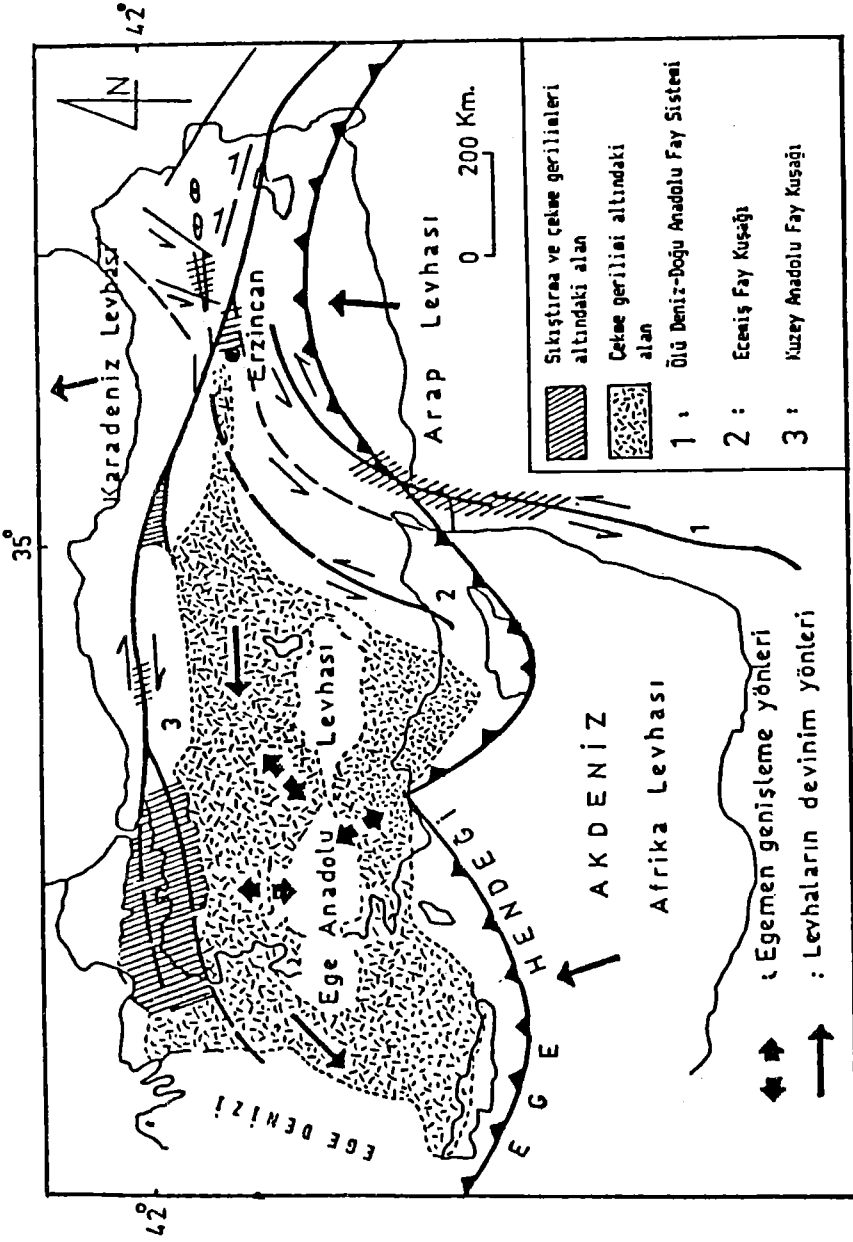 35°
42°
42°
N
Karadeniz Levhası
Erzincan
3
Ege Anadolu Levhası
EGE DENİZİ
Arap Levhası
2
1
EGE HENDEĞİ
AKDENİZ
Afrika Levhası
0 200 Km.
Sıkıştırma ve çekme gerilimleri
altındaki alan
Çekme gerilimi altındaki
alan
1 : Ölü Deniz-Doğu Anadolu Fay Sistemi
2 : Ecemiş Fay Kuşağı
3 : Kuzey Anadolu Fay Kuşağı
: Egemen genişleme yönleri
: Levhaların devinim yönleri